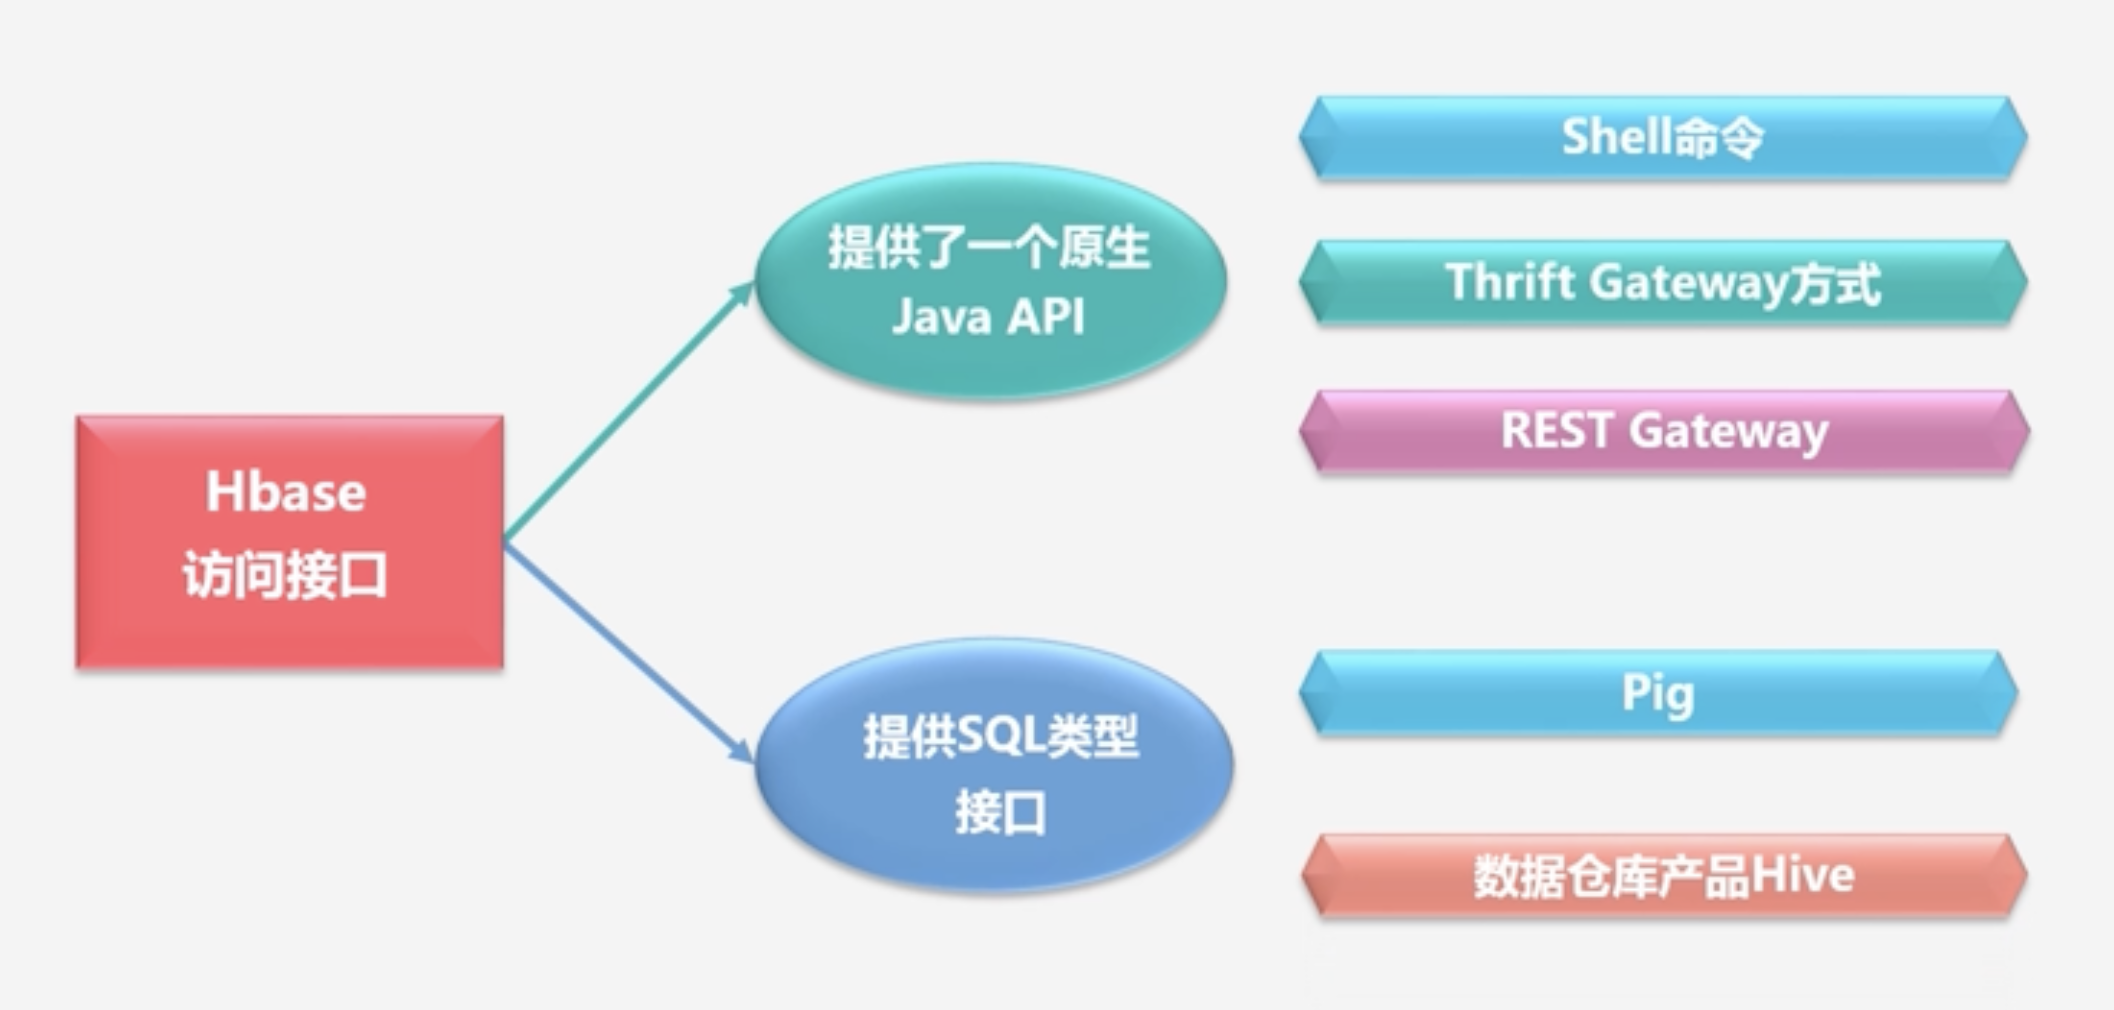 Hbase
访问接口
提供了一个原生
Java API
Shell命令
Thrift Gateway方式
REST Gateway
提供SQL类型
接口
Pig
数据仓库产品Hive